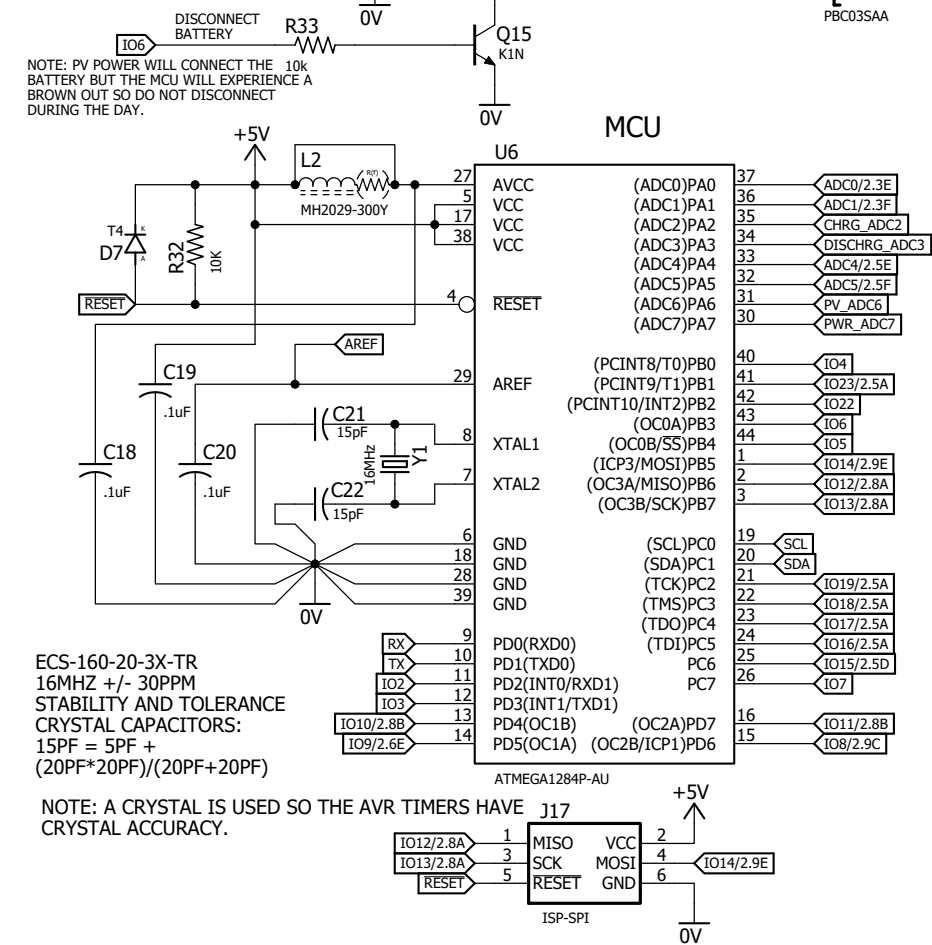 0V
PBC03SAA
DISCONNECT
BATTERY
R33
IO6
10k
Q15
K1N
NOTE: PV POWER WILL CONNECT THE
BATTERY BUT THE MCU WILL EXPERIENCE A
BROWN OUT SO DO NOT DISCONNECT
DURING THE DAY.
0V
MCU
+5V
L2
R(f)
MH2029-300Y
U6
T4
K
D7
A
R32
10K
RESET
AREF
C19
.1uF
C18
.1uF
C20
.1uF
C21
15pF
16MHz
Y1
C22
15pF
0V
27 AVCC
5 VCC
17 VCC
38 VCC
4 RESET
29 AREF
8 XTAL1
7 XTAL2
6 GND
18 GND
28 GND
39 GND
RX 9 PD0(RXD0)
TX 10 PD1(TXD0)
IO2 11 PD2(INT0/RXD1)
IO3 12 PD3(INT1/TXD1)
IO10/2.8B 13 PD4(OC1B)
IO9/2.6E 14 PD5(OC1A)
(ADC0)PA0 37 ADC0/2.3E
(ADC1)PA1 36 ADC1/2.3F
(ADC2)PA2 35 CHRG_ADC2
(ADC3)PA3 34 DISCHRG_ADC3
(ADC4)PA4 33 ADC4/2.5E
(ADC5)PA5 32 ADC5/2.5F
(ADC6)PA6 31 PV_ADC6
(ADC7)PA7 30 PWR_ADC7
(PCINT8/T0)PB0 40 IO4
(PCINT9/T1)PB1 41 IO23/2.5A
(PCINT10/INT2)PB2 42 IO22
(OC0A)PB3 43 IO6
(OC0B/SS)PB4 44 IO5
(ICP3/MOSI)PB5 1 IO14/2.9E
(OC3A/MISO)PB6 2 IO12/2.8A
(OC3B/SCK)PB7 3 IO13/2.8A
(SCL)PC0 19 SCL
(SDA)PC1 20 SDA
(TCK)PC2 21 IO19/2.5A
(TMS)PC3 22 IO18/2.5A
(TDO)PC4 23 IO17/2.5A
(TDI)PC5 24 IO16/2.5A
PC6 25 IO15/2.5D
PC7 26 IO7
(OC2A)PD7 16 IO11/2.8B
(OC2B/ICP1)PD6 15 IO8/2.9C
ATMEGA1284P-AU
ECS-160-20-3X-TR
16MHZ +/- 30PPM
STABILITY AND TOLERANCE
CRYSTAL CAPACITORS:
15PF = 5PF +
(20PF*20PF)/(20PF+20PF)
NOTE: A CRYSTAL IS USED SO THE AVR TIMERS HAVE
CRYSTAL ACCURACY.
J17
+5V
IO12/2.8A 1 MISO VCC 2
IO13/2.8A 3 SCK MOSI 4 IO14/2.9E
RESET 5 RESET GND 6
ISP-SPI
0V